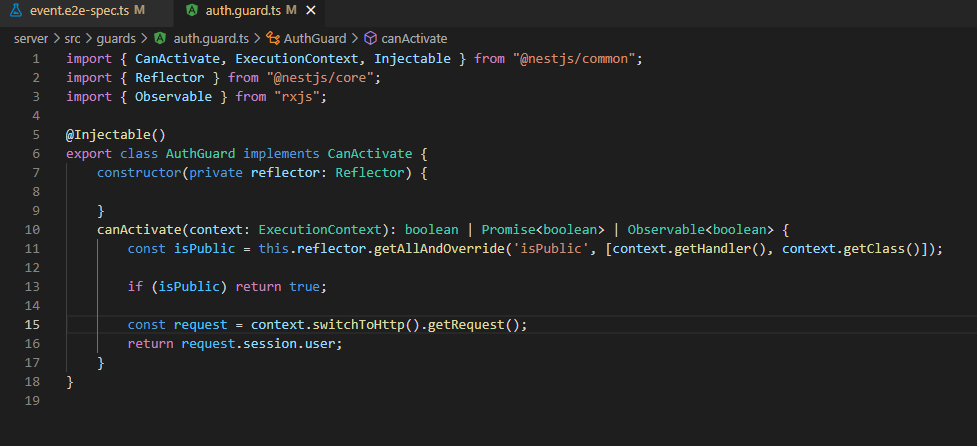 event.e2e-spec.ts M auth.guard.ts M
server > src > guards > auth.guard.ts > AuthGuard > canActivate
1 import { CanActivate, ExecutionContext, Injectable } from "@nestjs/common";
2 import { Reflector } from "@nestjs/core";
3 import { Observable } from "rxjs";
4
5 @Injectable()
6 export class AuthGuard implements CanActivate {
7     constructor(private reflector: Reflector) {
8
9     }
10     canActivate(context: ExecutionContext): boolean | Promise<boolean> | Observable<boolean> {
11         const isPublic = this.reflector.getAllAndOverride('isPublic', [context.getHandler(), context.getClass()]);
12
13         if (isPublic) return true;
14
15         const request = context.switchToHttp().getRequest();
16         return request.session.user;
17     }
18 }
19